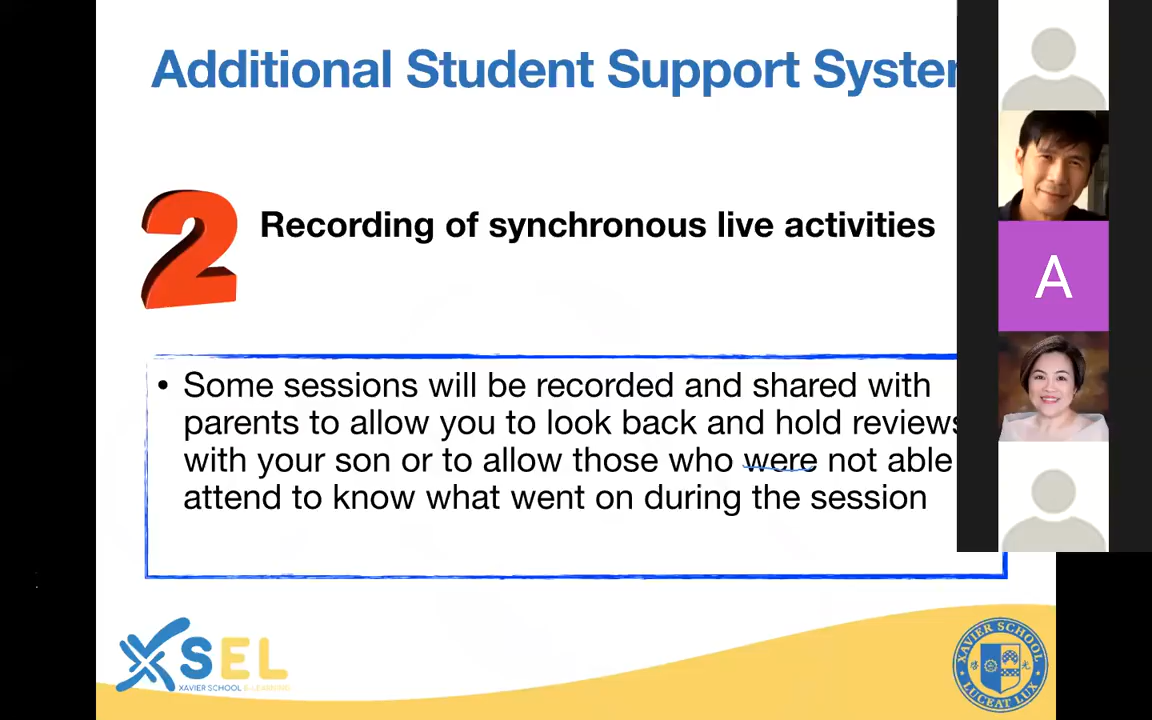 Additional Student Support System
2
Recording of synchronous live activities
• Some sessions will be recorded and shared with
parents to allow you to look back and hold reviews
with your son or to allow those who were not able
attend to know what went on during the session
A
XSEL
XAVIER SCHOOL E-LEARNING
XAVIER SCHOOL
LUCEAT LUX